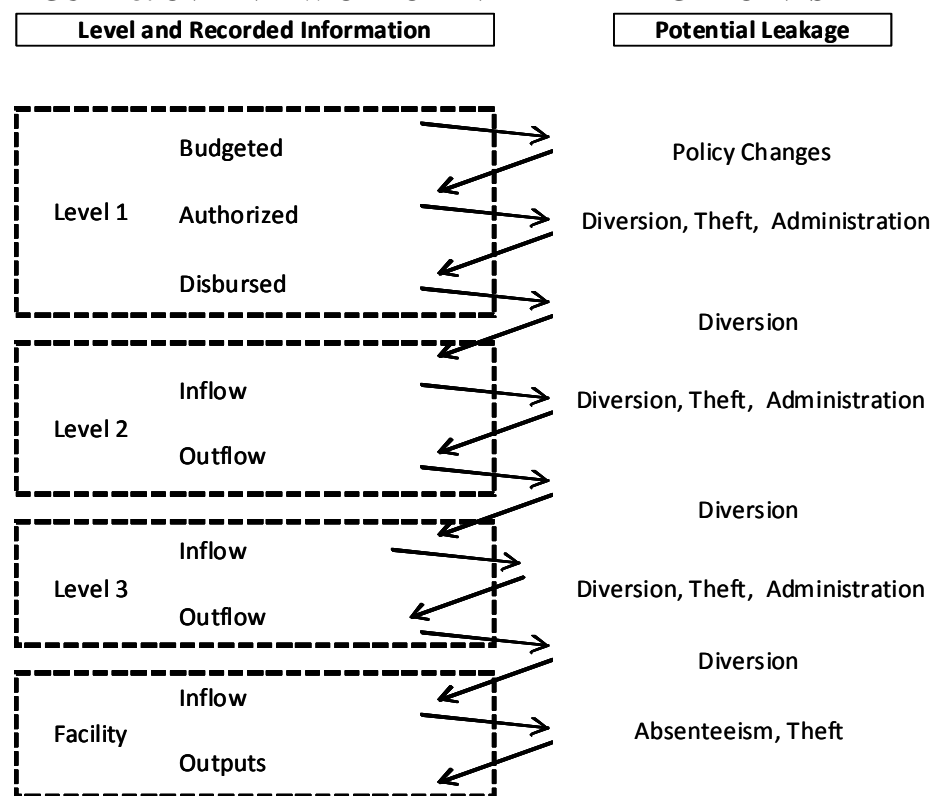 Level and Recorded Information
Potential Leakage
Budgeted
Policy Changes
Level 1
Authorized
Diversion, Theft, Administration
Disbursed
Diversion
Inflow
Diversion, Theft, Administration
Level 2
Outflow
Diversion
Inflow
Level 3
Diversion, Theft, Administration
Outflow
Diversion
Inflow
Facility
Absenteeism, Theft
Outputs